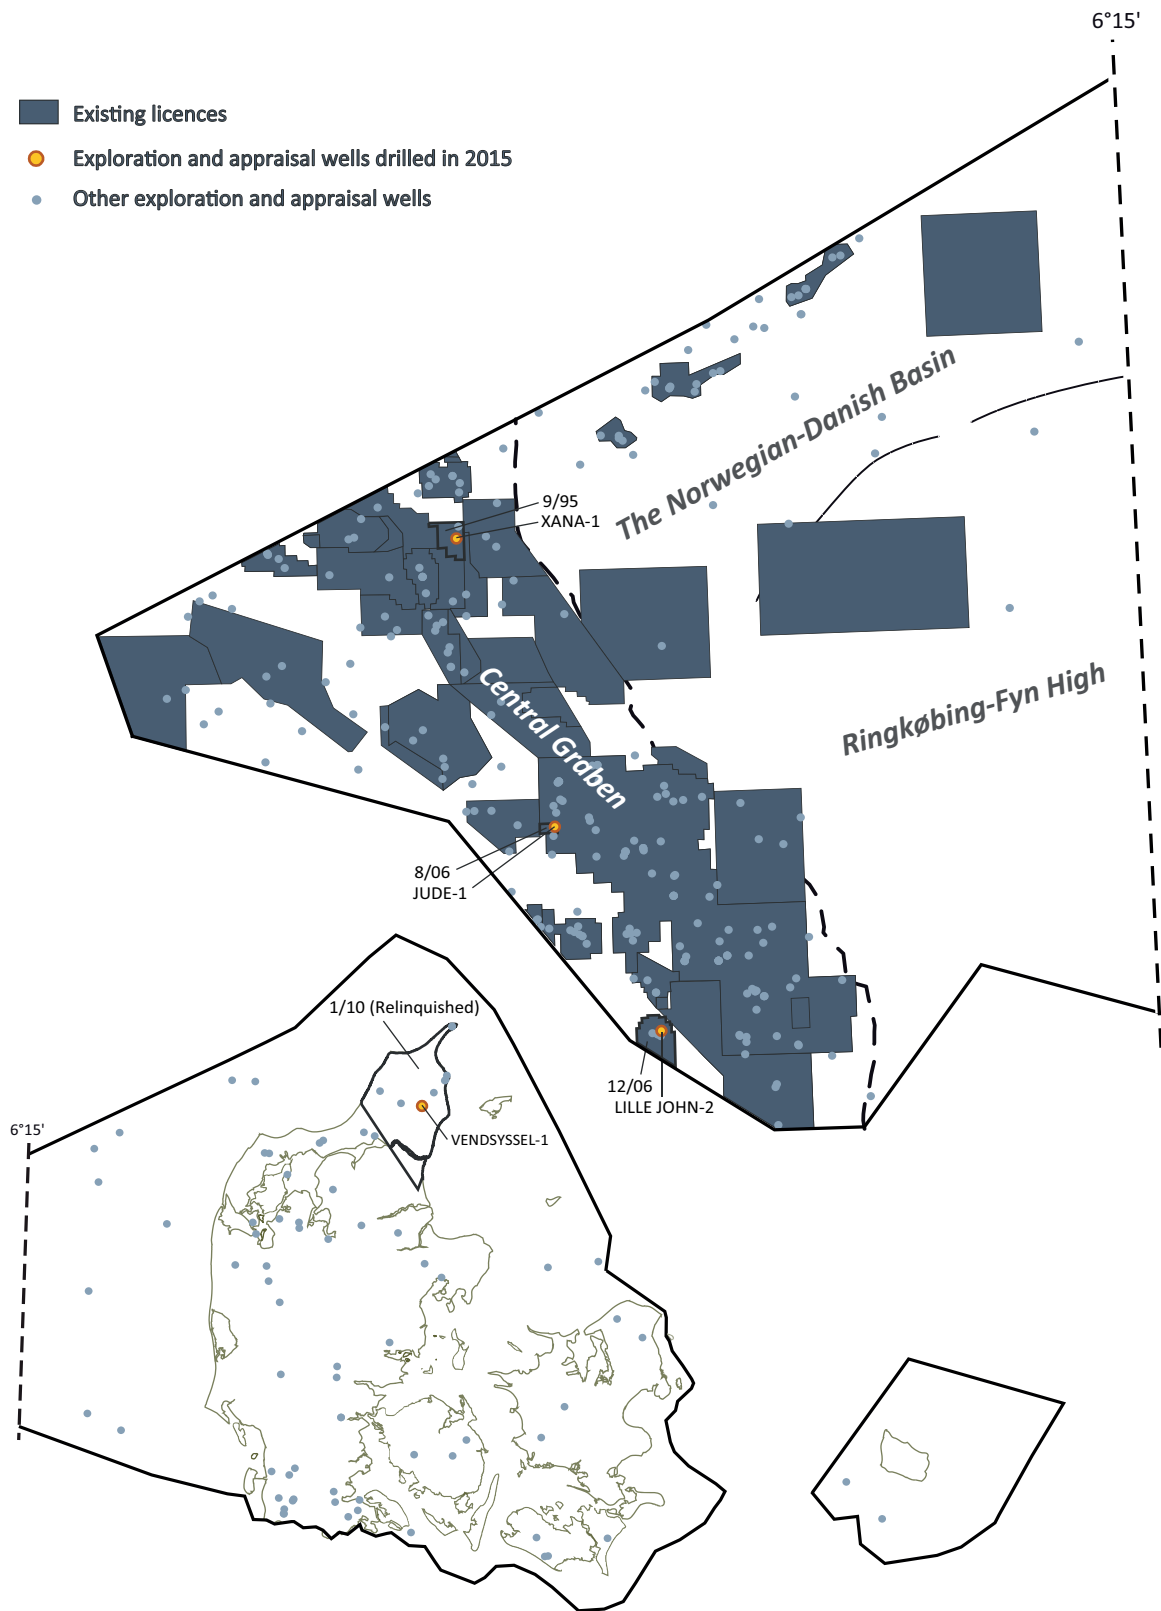 6°15'
Existing licences
Exploration and appraisal wells drilled in 2015
Other exploration and appraisal wells
The Norwegian-Danish Basin
9/95
XANA-1
Ringkøbing-Fyn High
Central Graben
8/06
JUDE-1
1/10 (Relinquished)
12/06
LILLE JOHN-2
6°15'
VENDSYSSEL-1